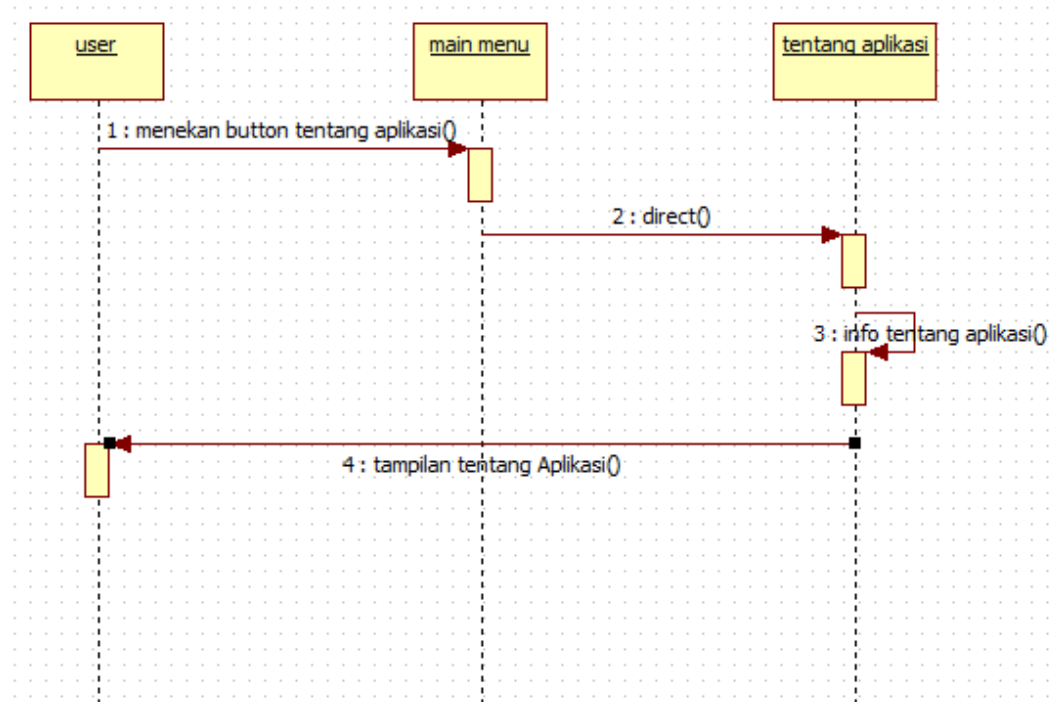 user
main menu
tentang aplikasi
1 : menekan button tentang aplikasi()
2 : direct()
3 : info tentang aplikasi()
4 : tampilan tentang Aplikasi()